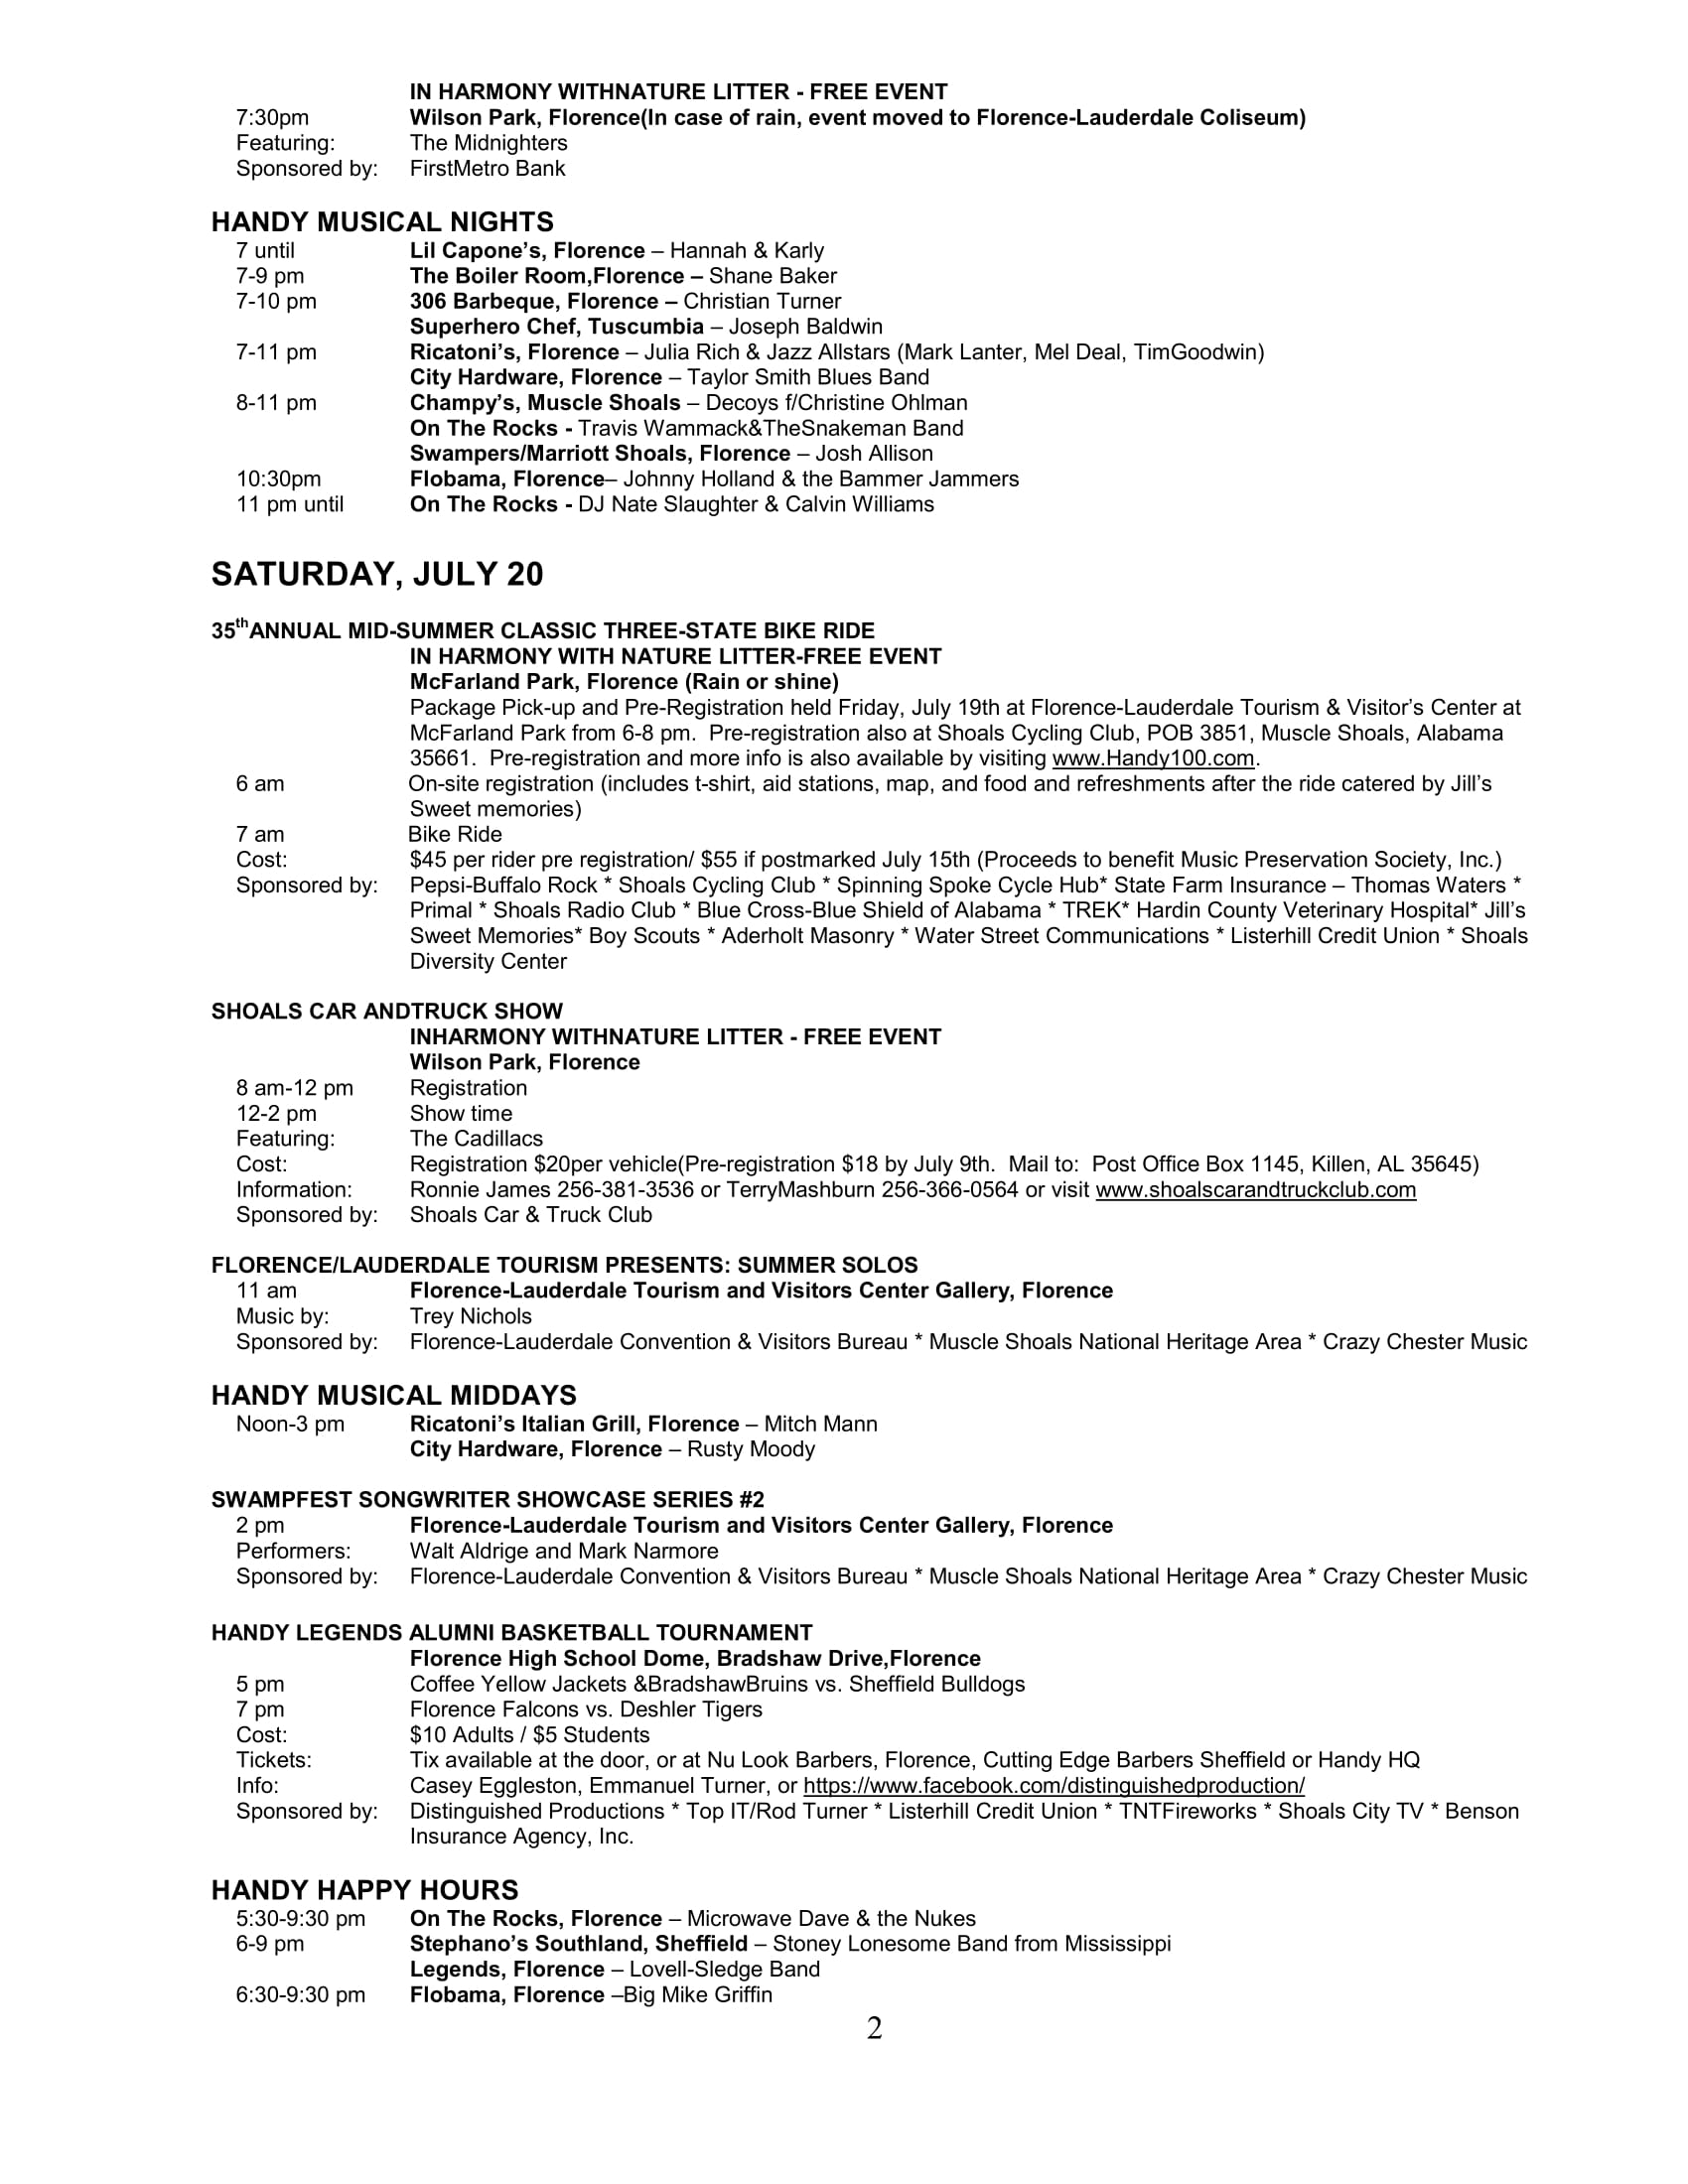 IN HARMONY WITHNATURE LITTER - FREE EVENT
7:30pm Wilson Park, Florence(In case of rain, event moved to Florence-Lauderdale Coliseum)
Featuring: The Midnighters
Sponsored by: FirstMetro Bank
HANDY MUSICAL NIGHTS
7 until Lil Capone’s, Florence – Hannah & Karly
7-9 pm The Boiler Room,Florence – Shane Baker
7-10 pm 306 Barbeque, Florence – Christian Turner
Superhero Chef, Tuscumbia – Joseph Baldwin
7-11 pm Ricatoni’s, Florence – Julia Rich & Jazz Allstars (Mark Lanter, Mel Deal, TimGoodwin)
City Hardware, Florence – Taylor Smith Blues Band
8-11 pm Champy’s, Muscle Shoals – Decoys f/Christine Ohlman
On The Rocks - Travis Wammack&TheSnakeman Band
Swampers/Marriott Shoals, Florence – Josh Allison
10:30pm Flobama, Florence– Johnny Holland & the Bammer Jammers
11 pm until On The Rocks - DJ Nate Slaughter & Calvin Williams
SATURDAY, JULY 20
35thANNUAL MID-SUMMER CLASSIC THREE-STATE BIKE RIDE
IN HARMONY WITH NATURE LITTER-FREE EVENT
McFarland Park, Florence (Rain or shine)
Package Pick-up and Pre-Registration held Friday, July 19th at Florence-Lauderdale Tourism & Visitor’s Center at
McFarland Park from 6-8 pm. Pre-registration also at Shoals Cycling Club, POB 3851, Muscle Shoals, Alabama
35661. Pre-registration and more info is also available by visiting www.Handy100.com.
6 am On-site registration (includes t-shirt, aid stations, map, and food and refreshments after the ride catered by Jill’s
Sweet memories)
7 am Bike Ride
Cost: $45 per rider pre registration/ $55 if postmarked July 15th (Proceeds to benefit Music Preservation Society, Inc.)
Sponsored by: Pepsi-Buffalo Rock * Shoals Cycling Club * Spinning Spoke Cycle Hub* State Farm Insurance – Thomas Waters *
Primal * Shoals Radio Club * Blue Cross-Blue Shield of Alabama * TREK* Hardin County Veterinary Hospital* Jill’s
Sweet Memories* Boy Scouts * Aderholt Masonry * Water Street Communications * Listerhill Credit Union * Shoals
Diversity Center
SHOALS CAR ANDTRUCK SHOW
INHARMONY WITHNATURE LITTER - FREE EVENT
Wilson Park, Florence
8 am-12 pm Registration
12-2 pm Show time
Featuring: The Cadillacs
Cost: Registration $20per vehicle(Pre-registration $18 by July 9th. Mail to: Post Office Box 1145, Killen, AL 35645)
Information: Ronnie James 256-381-3536 or TerryMashburn 256-366-0564 or visit www.shoalscarandtruckclub.com
Sponsored by: Shoals Car & Truck Club
FLORENCE/LAUDERDALE TOURISM PRESENTS: SUMMER SOLOS
11 am Florence-Lauderdale Tourism and Visitors Center Gallery, Florence
Music by: Trey Nichols
Sponsored by: Florence-Lauderdale Convention & Visitors Bureau * Muscle Shoals National Heritage Area * Crazy Chester Music
HANDY MUSICAL MIDDAYS
Noon-3 pm Ricatoni’s Italian Grill, Florence – Mitch Mann
City Hardware, Florence – Rusty Moody
SWAMPFEST SONGWRITER SHOWCASE SERIES #2
2 pm Florence-Lauderdale Tourism and Visitors Center Gallery, Florence
Performers: Walt Aldrige and Mark Narmore
Sponsored by: Florence-Lauderdale Convention & Visitors Bureau * Muscle Shoals National Heritage Area * Crazy Chester Music
HANDY LEGENDS ALUMNI BASKETBALL TOURNAMENT
Florence High School Dome, Bradshaw Drive,Florence
5 pm Coffee Yellow Jackets &BradshawBruins vs. Sheffield Bulldogs
7 pm Florence Falcons vs. Deshler Tigers
Cost: $10 Adults / $5 Students
Tickets: Tix available at the door, or at Nu Look Barbers, Florence, Cutting Edge Barbers Sheffield or Handy HQ
Info: Casey Eggleston, Emmanuel Turner, or https://www.facebook.com/distinguishedproduction/
Sponsored by: Distinguished Productions * Top IT/Rod Turner * Listerhill Credit Union * TNTFireworks * Shoals City TV * Benson
Insurance Agency, Inc.
HANDY HAPPY HOURS
5:30-9:30 pm On The Rocks, Florence – Microwave Dave & the Nukes
6-9 pm Stephano’s Southland, Sheffield – Stoney Lonesome Band from Mississippi
Legends, Florence – Lovell-Sledge Band
6:30-9:30 pm Flobama, Florence –Big Mike Griffin
2